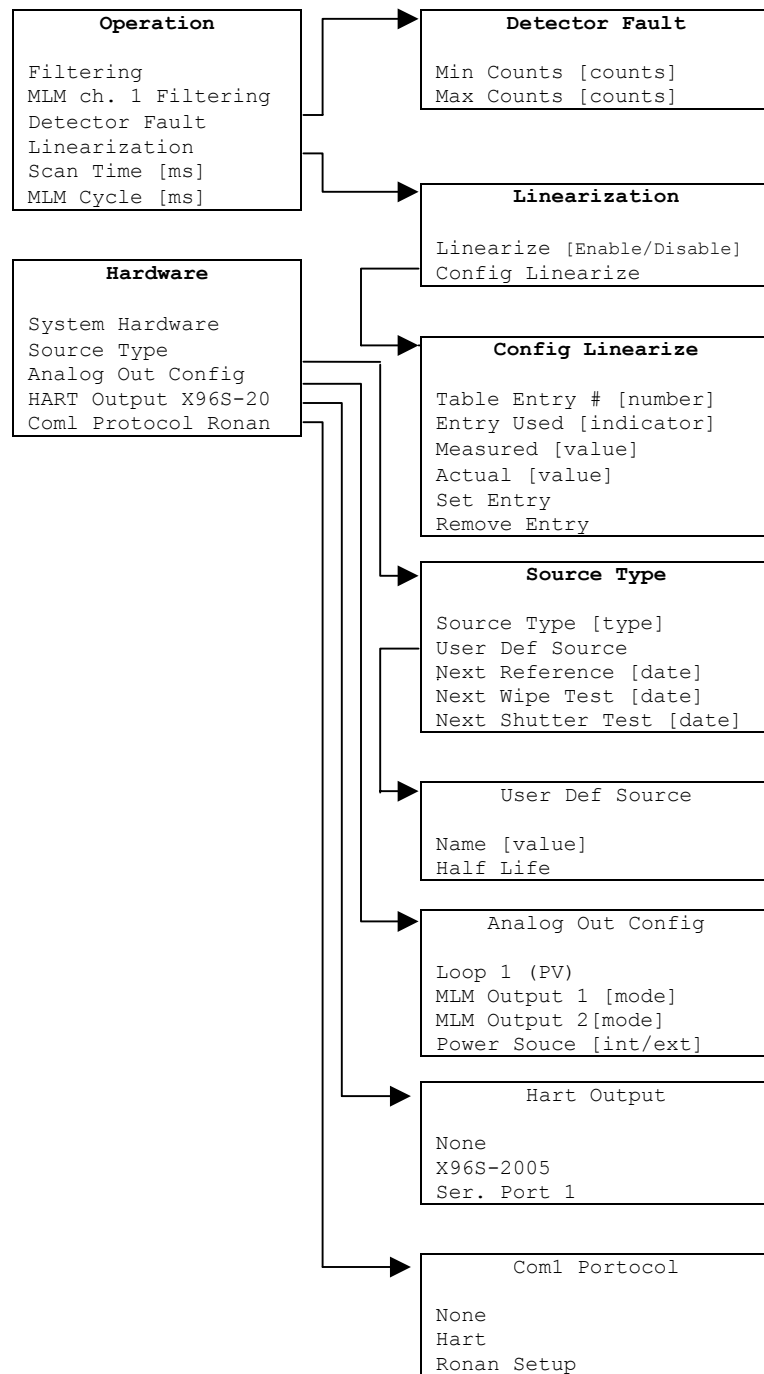 Operation
Filtering
MLM ch. 1 Filtering
Detector Fault
Linearization
Scan Time [ms]
MLM Cycle [ms]
Detector Fault
Min Counts [counts]
Max Counts [counts]
Linearization
Linearize [Enable/Disable]
Config Linearize
Hardware
System Hardware
Source Type
Analog Out Config
HART Output X96S-20
Coml Protocol Ronan
Config Linearize
Table Entry # [number]
Entry Used [indicator]
Measured [value]
Actual [value]
Set Entry
Remove Entry
Source Type
Source Type [type]
User Def Source
Next Reference [date]
Next Wipe Test [date]
Next Shutter Test [date]
User Def Source
Name [value]
Half Life
Analog Out Config
Loop 1 (PV)
MLM Output 1 [mode]
MLM Output 2[mode]
Power Souce [int/ext]
Hart Output
None
X96S-2005
Ser. Port 1
Com1 Portocol
None
Hart
Ronan Setup